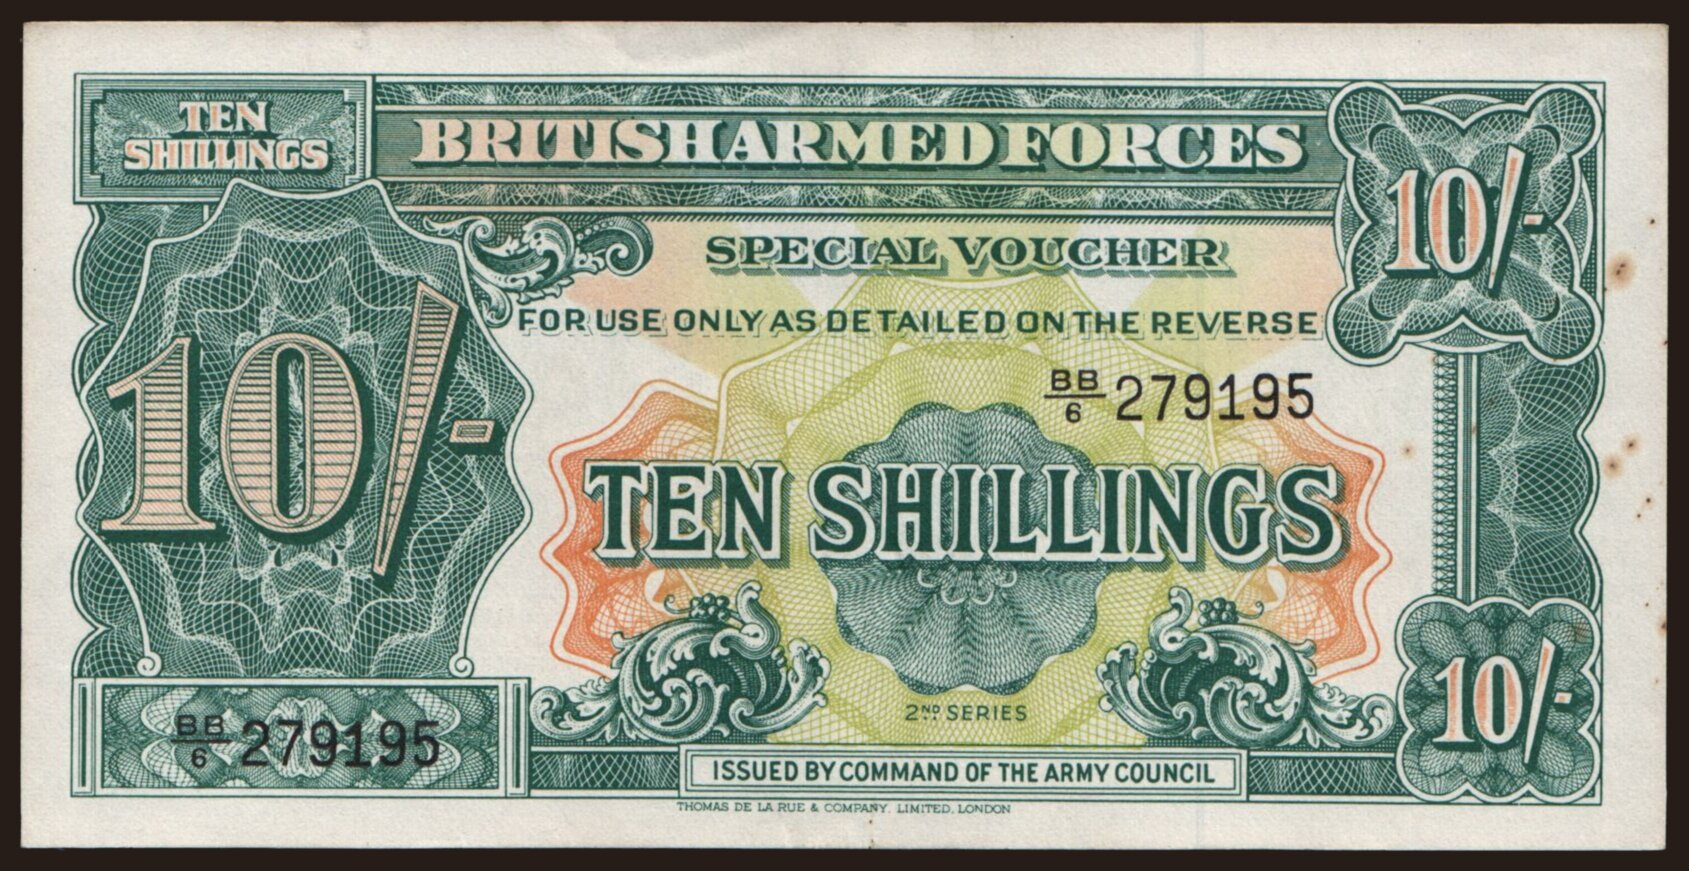 TEN
SHILLINGS
BRITISH ARMED FORCES
10/-
SPECIAL VOUCHER
FOR USE ONLY AS DETAILED ON THE REVERSE
10/-
BB/6 279195
TEN SHILLINGS
2ND SERIES
10/-
BB/6 279195
ISSUED BY COMMAND OF THE ARMY COUNCIL
THOMAS DE LA RUE & COMPANY, LIMITED, LONDON